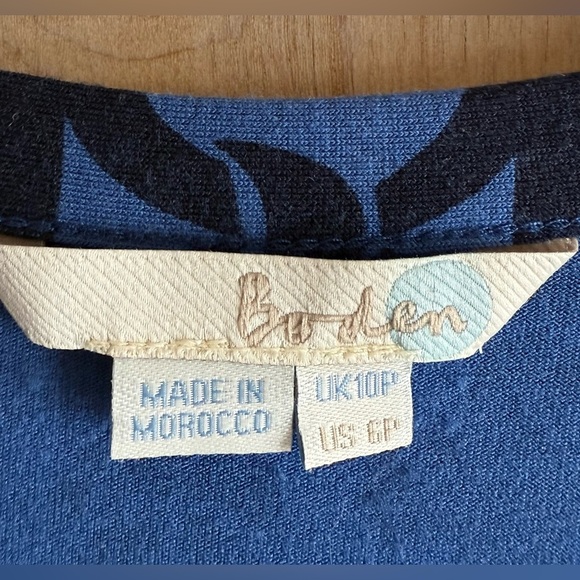 Boden
MADE IN
MOROCCO
UK10P
US 6P